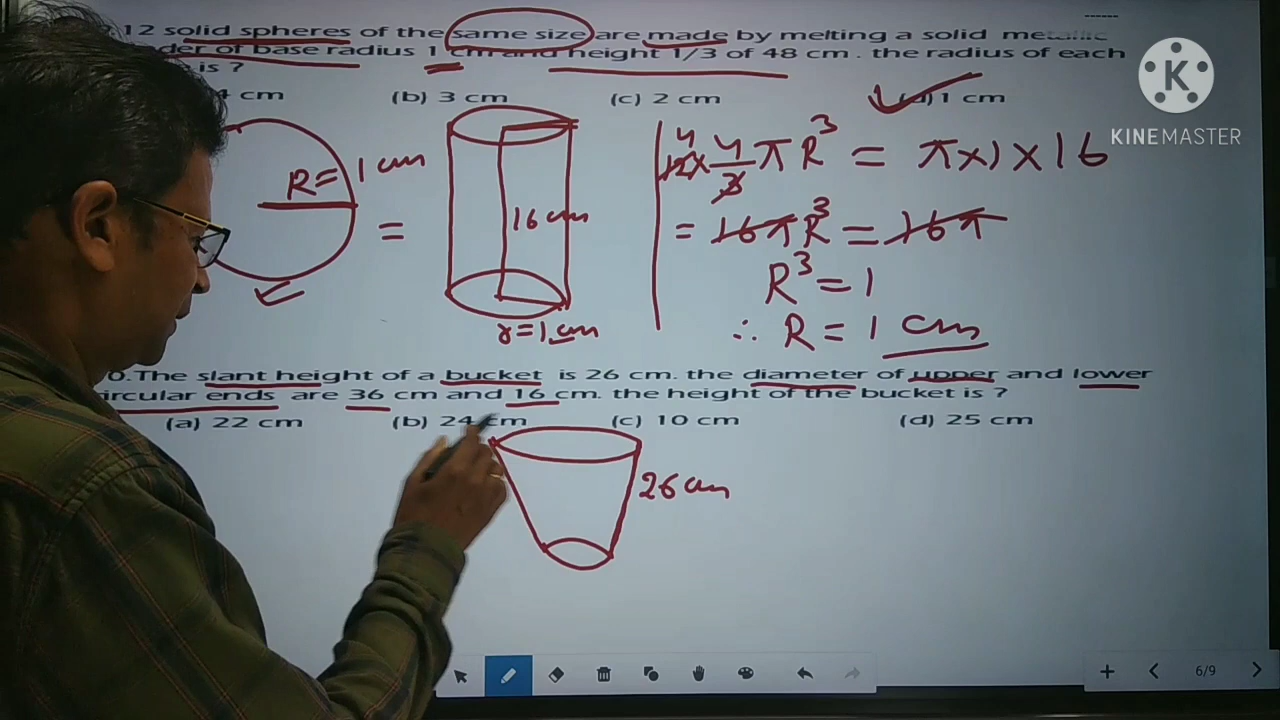 12 solid spheres of the same size are made by melting a solid metallic
of base radius 1 and height 1/3 of 48 cm . the radius of each
is ?
cm (b) 3 cm (c) 2 cm (d) 1 cm
K
KINEMASTER
R = 1 cm
=
16 cm
r = 1 cm
4
12 × 4/3 π R³ = π × 1 × 16
= 16 π R³ = 16 π
R³ = 1
∴ R = 1 cm
0.The slant height of a bucket is 26 cm. the diameter of upper and lower
circular ends are 36 cm and 16 cm. the height of the bucket is ?
(a) 22 cm (b) 24 cm (c) 10 cm (d) 25 cm
26 cm
6/9